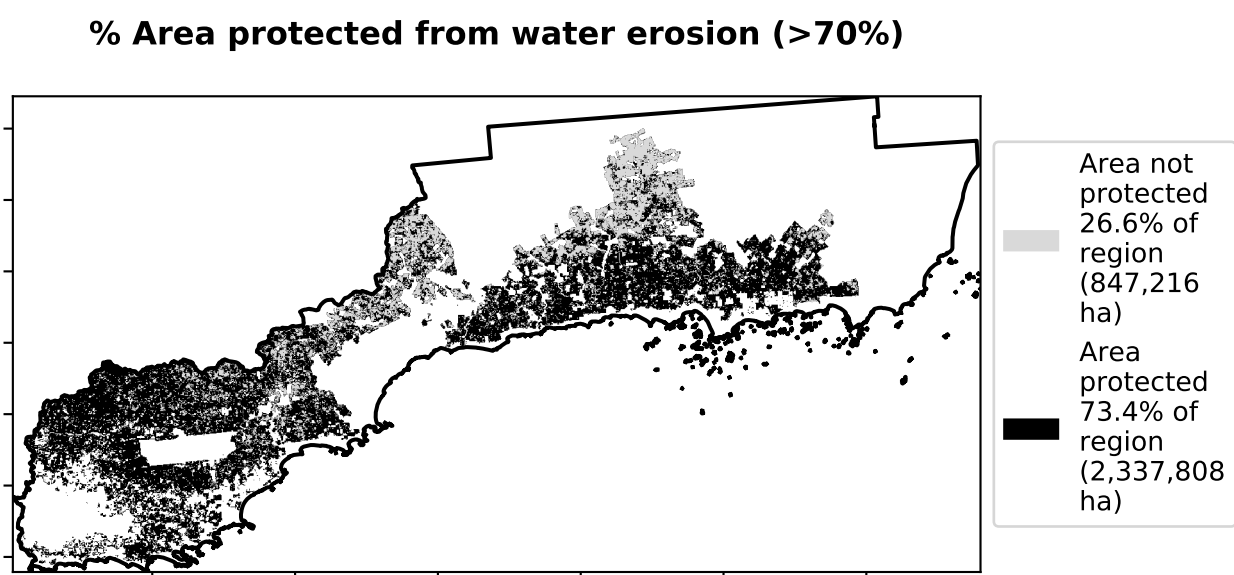 % Area protected from water erosion (>70%)
Area not
protected
26.6% of
region
(847,216
ha)
Area
protected
73.4% of
region
(2,337,808
ha)